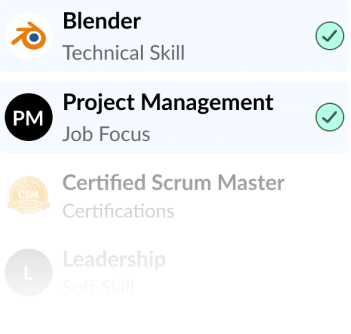 Blender
Technical Skill
PM
Project Management
Job Focus
CSM
Certified Scrum Master
Certifications
L
Leadership
Soft Skill